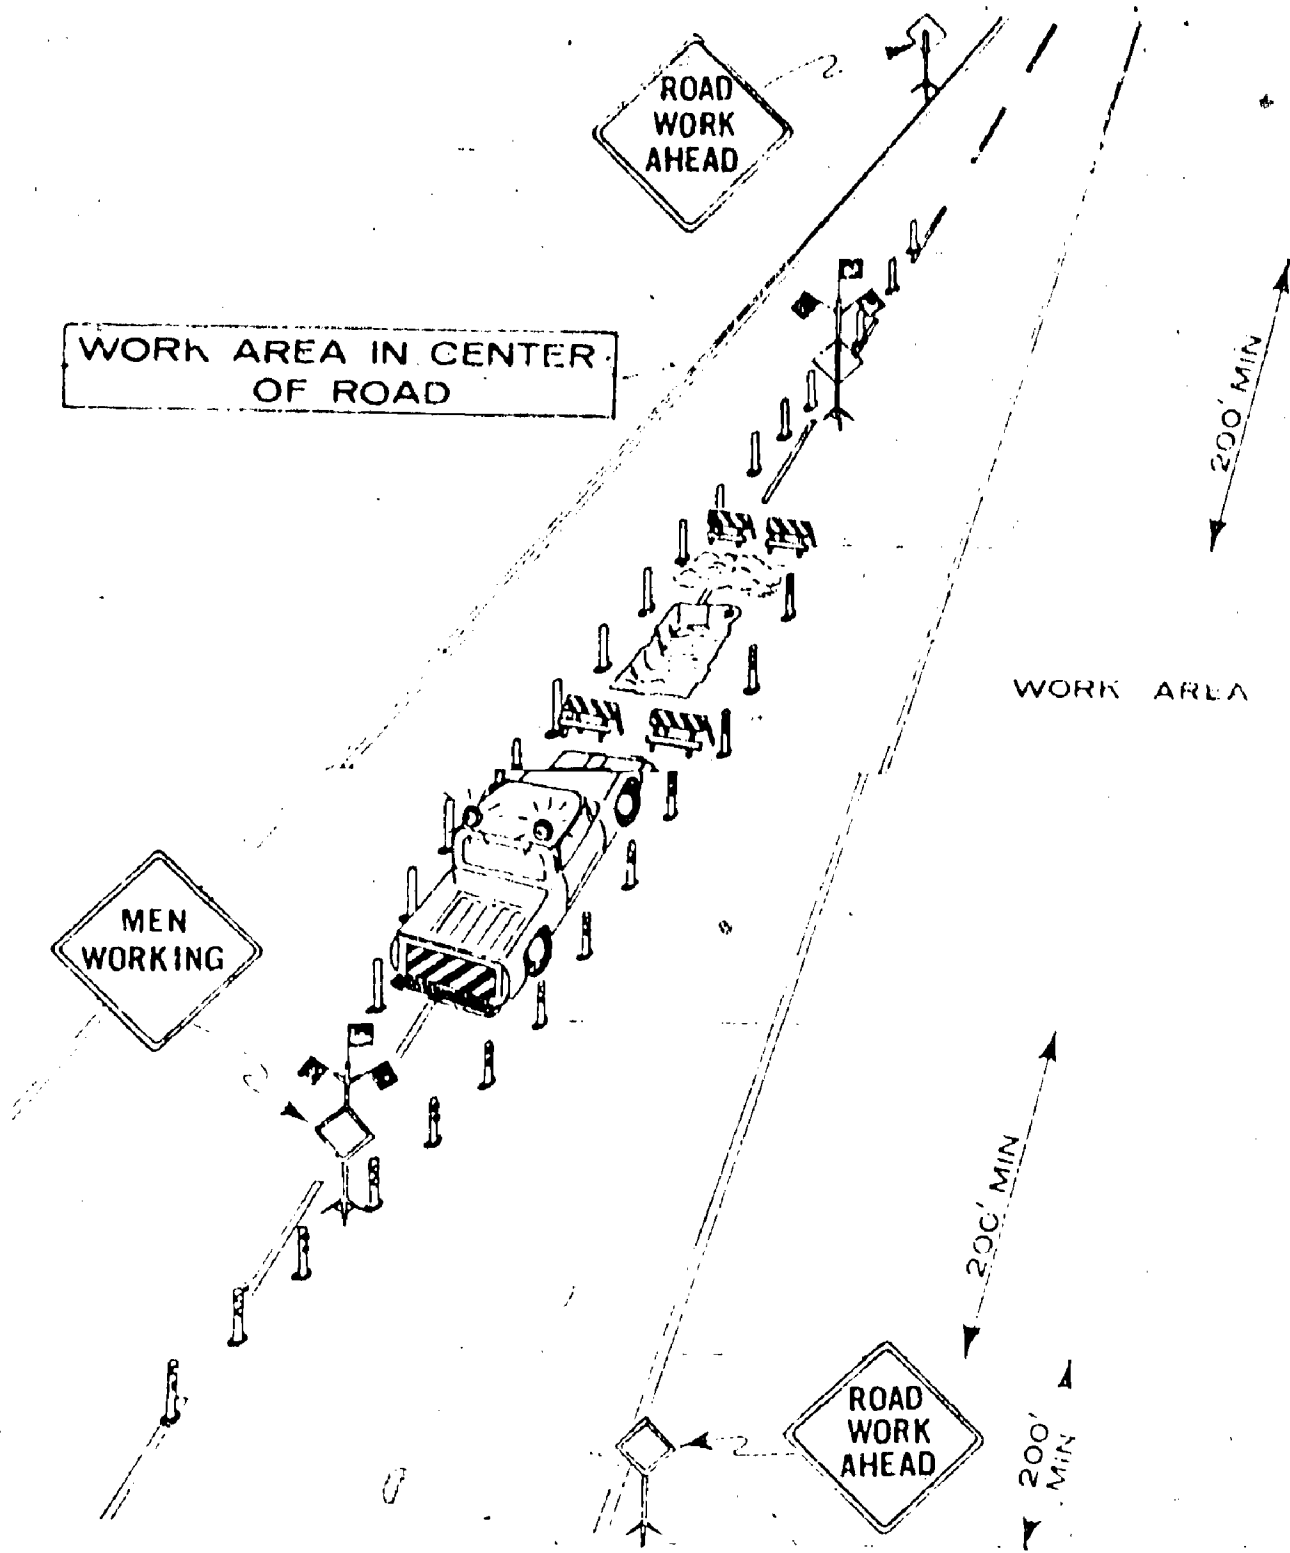 ROAD
WORK
AHEAD
WORK AREA IN CENTER
OF ROAD
200' MIN
WORK AREA
MEN
WORKING
200' MIN
ROAD
WORK
AHEAD
200'
MIN